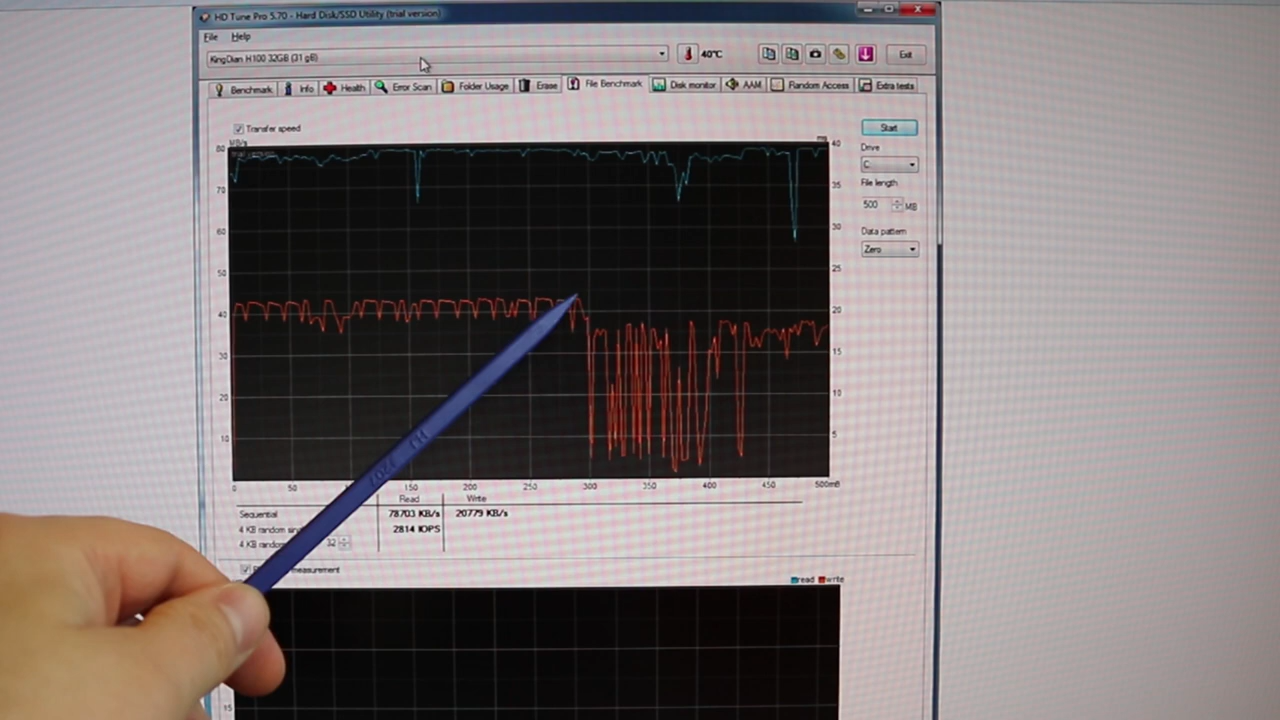 HD Tune Pro 5.70 - Hard Disk/SSD Utility (trial version)
File Help
KingDian H100 32GB (31 gB) 40°C Exit
Benchmark Info Health Error Scan Folder Usage Erase File Benchmark Disk monitor AAM Random Access Extra tests
Transfer speed Start
MB/s
80 40
70 35
60 30
50 25
40 20
30 15
20 10
10 5
0 50 150 200 250 300 350 400 450 500mB
Drive
C
File length
500 MB
Data pattern
Zero
Read Write
Sequential 78703 KB/s 20779 KB/s
4 KB random 2814 IOPS
4 KB random 32
measurement
read write
15